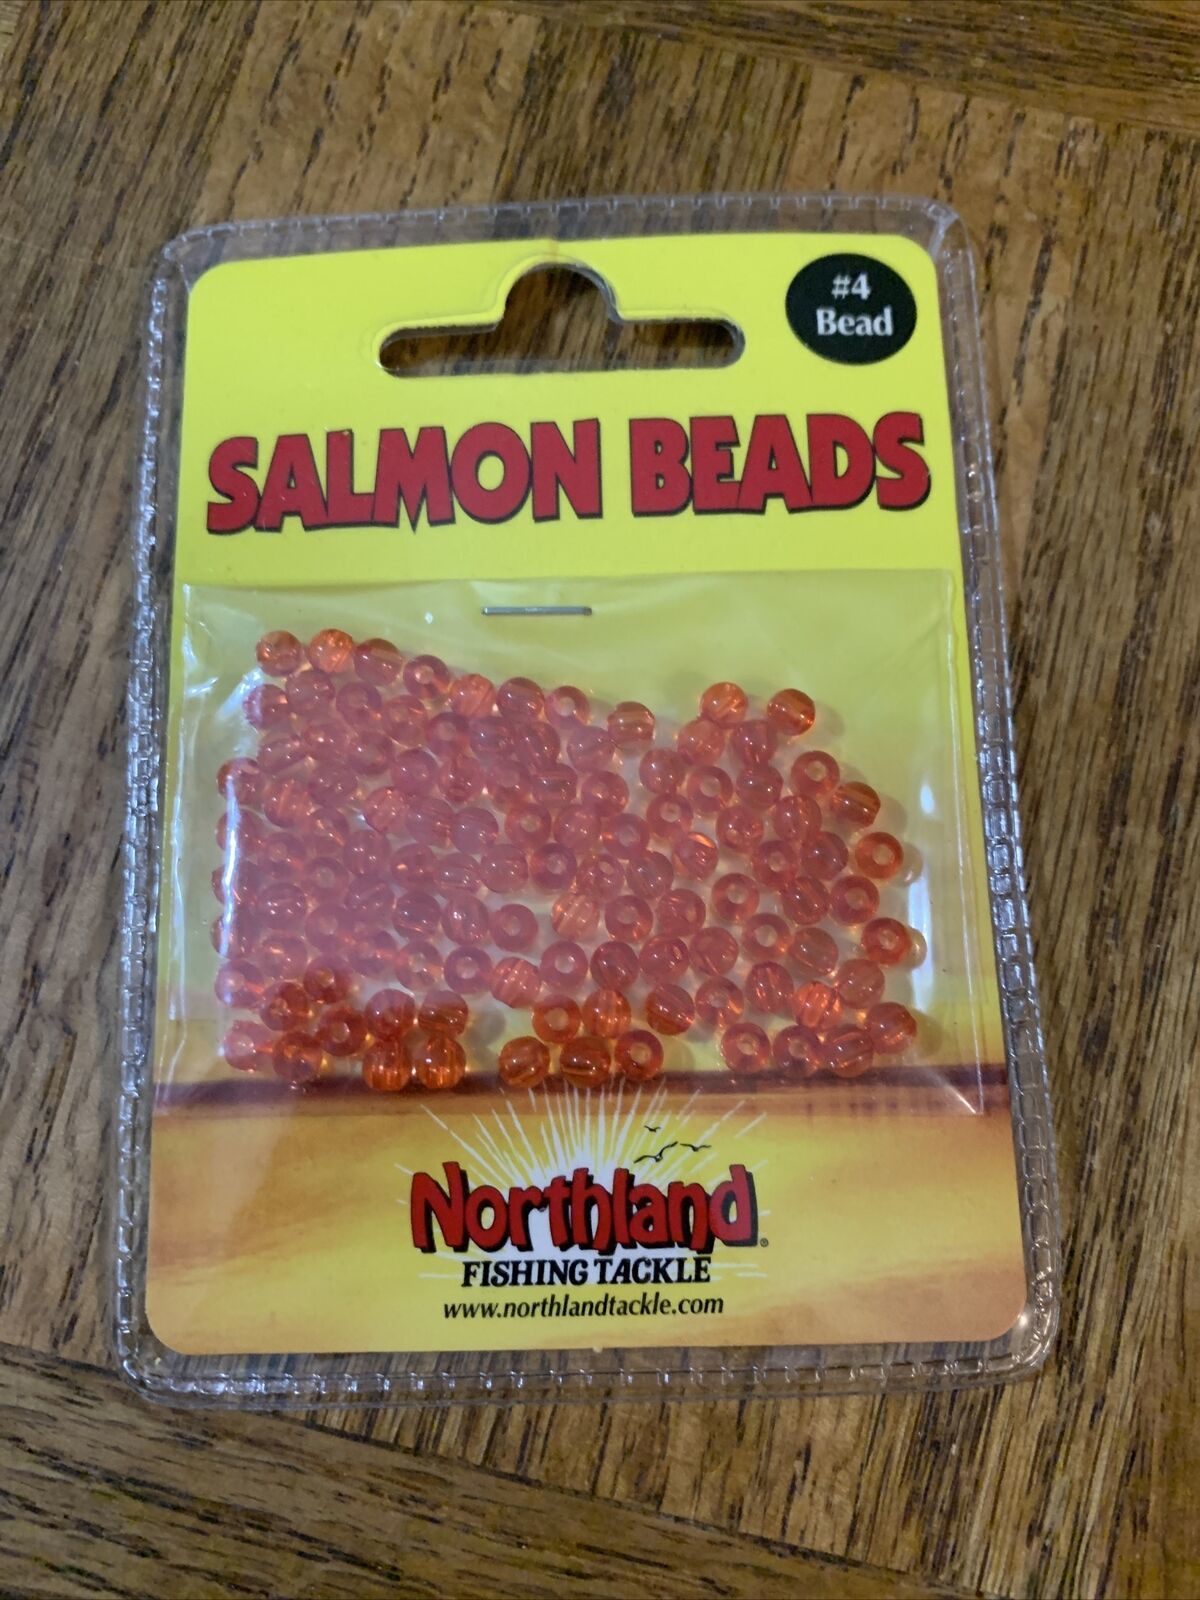 #4
Bead
SALMON BEADS
Northland®
FISHING TACKLE
www.northlandtackle.com